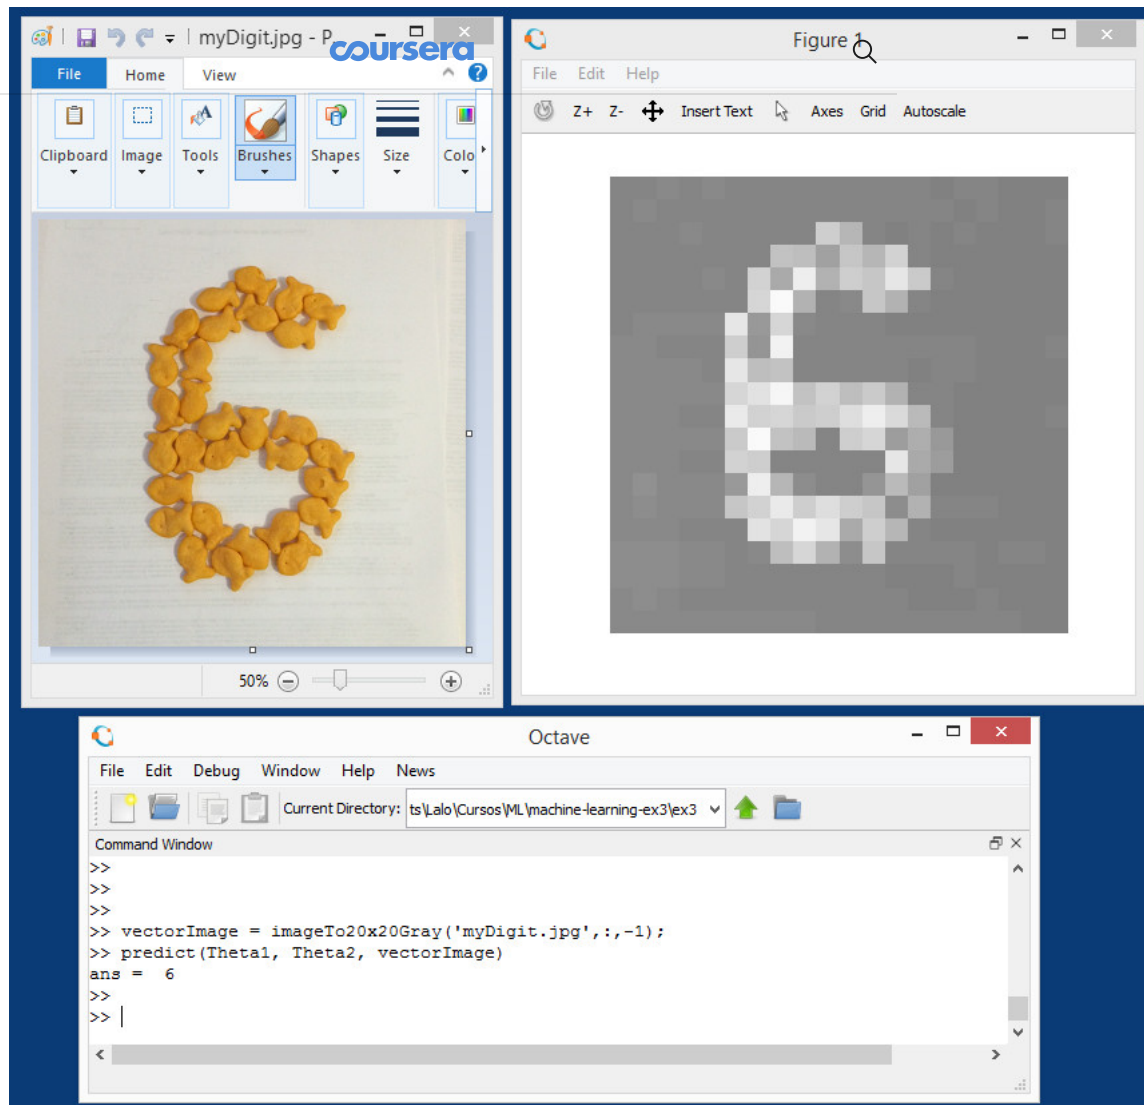 myDigit.jpg - P
coursera
File Home View
Clipboard Image Tools Brushes Shapes Size Colo
50%
Figure 1
File Edit Help
Z+ Z- Insert Text Axes Grid Autoscale
Octave
File Edit Debug Window Help News
Current Directory: ts\Lalo\Cursos\ML\machine-learning-ex3\ex3
Command Window
>>
>>
>>
>> vectorImage = imageTo20x20Gray('myDigit.jpg',:,-1);
>> predict(Theta1, Theta2, vectorImage)
ans =  6
>>
>>